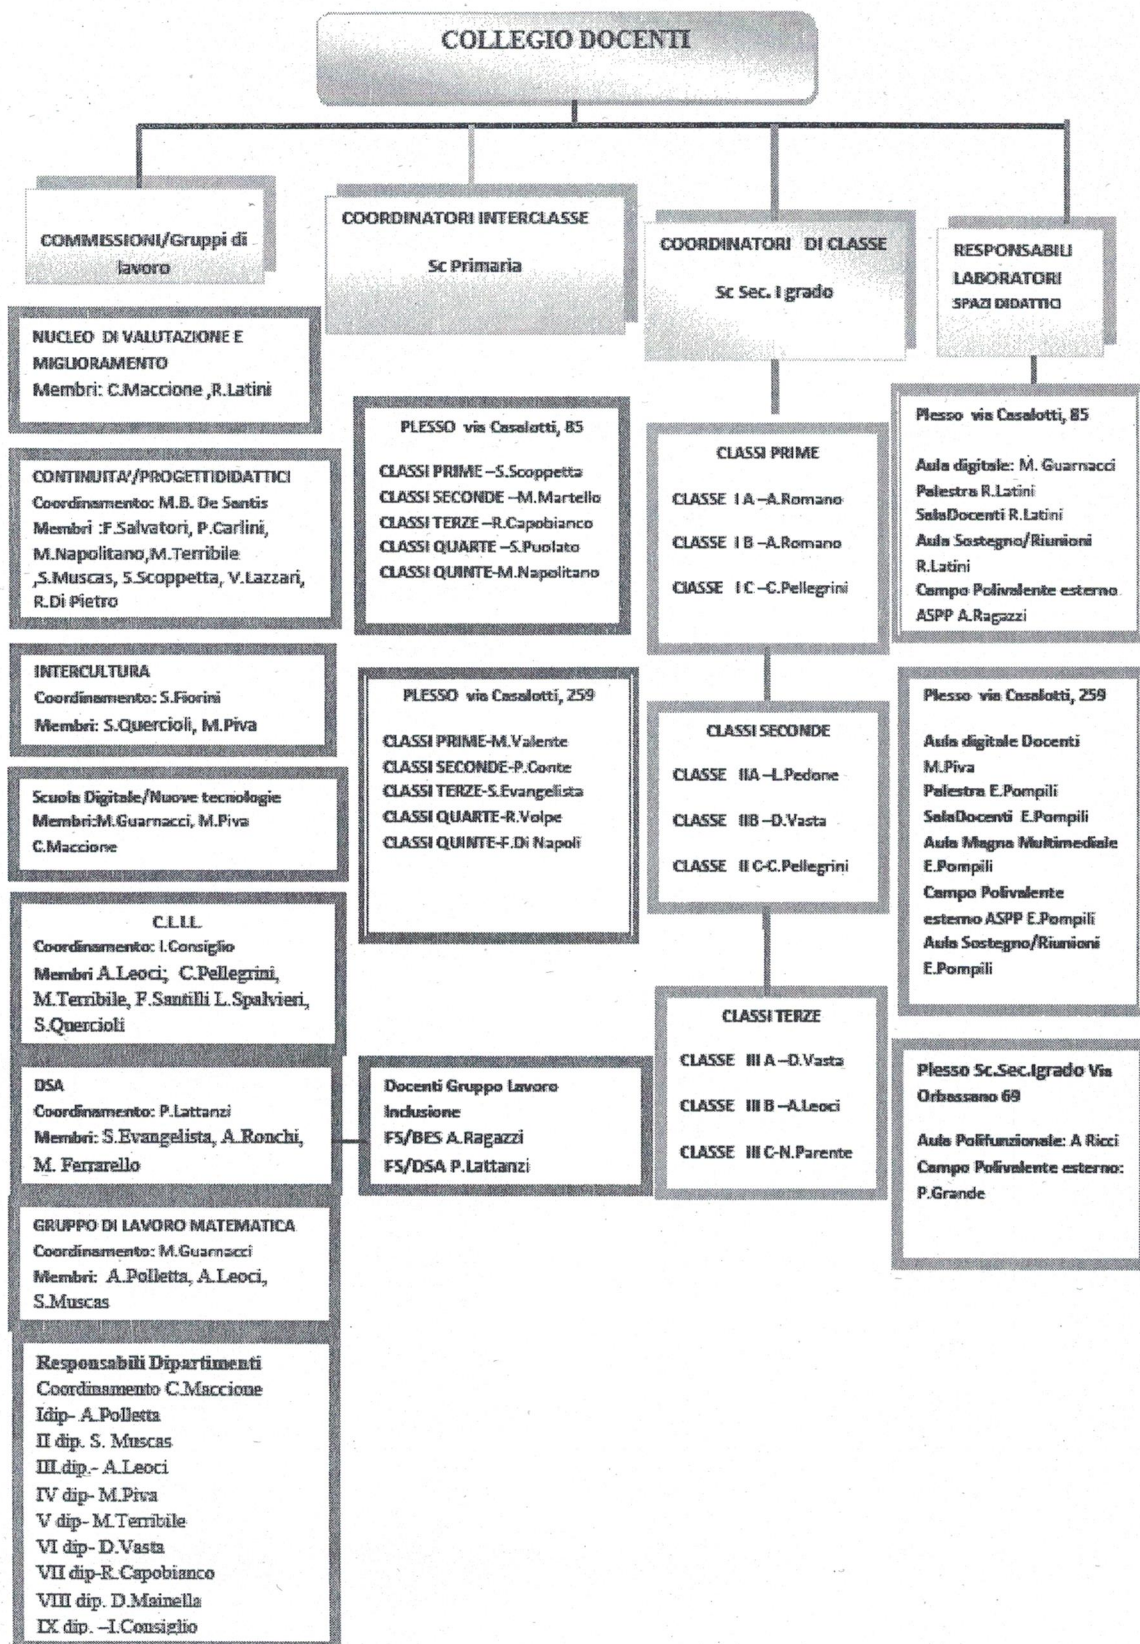 COLLEGIO DOCENTI
COMMISSIONI/Gruppi di
lavoro
NUCLEO DI VALUTAZIONE E
MIGLIORAMENTO
Membri: C.Maccione ,R.Latini
CONTINUITA'/PROGETTIDIDATTICI
Coordinamento: M.B. De Santis
Membri :F.Salvatori, P.Carlini,
M.Napolitano,M.Terribile
,S.Muscas, S.Scoppetta, V.Lazzari,
R.Di Pietro
INTERCULTURA
Coordinamento: S.Fiorini
Membri: S.Quercioli, M.Piva
Scuola Digitale/Nuove tecnologie
Membri:M.Guarnacci, M.Piva
C.Maccione
C.L.I.L.
Coordinamento: I.Consiglio
Membri A.Leoci; C.Pellegrini,
M.Terribile, F.Santilli L.Spalvieri,
S.Quercioli
DSA
Coordinamento: P.Lattanzi
Membri: S.Evangelista, A.Ronchi,
M. Ferrarello
GRUPPO DI LAVORO MATEMATICA
Coordinamento: M.Guarnacci
Membri: A.Polletta, A.Leoci,
S.Muscas
Responsabili Dipartimenti
Coordinamento C.Maccione
Idip- A.Polletta
II dip. S. Muscas
III.dip.- A.Leoci
IV dip- M.Piva
V dip- M.Terribile
VI dip- D.Vasta
VII dip-R.Capobianco
VIII dip. D.Mainella
IX dip. –I.Consiglio
COORDINATORI INTERCLASSE
Sc Primaria
PLESSO via Casalotti, 85
CLASSI PRIME –S.Scoppetta
CLASSI SECONDE –M.Martello
CLASSI TERZE –R.Capobianco
CLASSI QUARTE –S.Puolato
CLASSI QUINTE-M.Napolitano
PLESSO via Casalotti, 259
CLASSI PRIME-M.Valente
CLASSI SECONDE-P.Conte
CLASSI TERZE-S.Evangelista
CLASSI QUARTE-R.Volpe
CLASSI QUINTE-F.Di Napoli
Docenti Gruppo Lavoro
Inclusione
FS/BES A.Ragazzi
FS/DSA P.Lattanzi
COORDINATORI DI CLASSE
Sc Sec. I grado
CLASSI PRIME
CLASSE I A –A.Romano
CLASSE I B –A.Romano
ClASSE I C –C.Pellegrini
CLASSI SECONDE
CLASSE IIA –L.Pedone
CLASSE IIB –D.Vasta
CLASSE II C-C.Pellegrini
CLASSI TERZE
CLASSE III A –D.Vasta
CLASSE III B –A.Leoci
CLASSE III C-N.Parente
RESPONSABILI
LABORATORI
SPAZI DIDATTICI
Plesso via Casalotti, 85
Aula digitale: M. Guarnacci
Palestra R.Latini
SalaDocenti R.Latini
Aula Sostegno/Riunioni
R.Latini
Campo Polivalente esterno
ASPP A.Ragazzi
Plesso via Casalotti, 259
Aula digitale Docenti
M.Piva
Palestra E.Pompili
SalaDocenti E.Pompili
Aula Magna Multimediale
E.Pompili
Campo Polivalente
esterno ASPP E.Pompili
Aula Sostegno/Riunioni
E.Pompili
Plesso Sc.Sec.Igrado Via
Orbassano 69
Aula Polifunzionale: A Ricci
Campo Polivalente esterno:
P.Grande